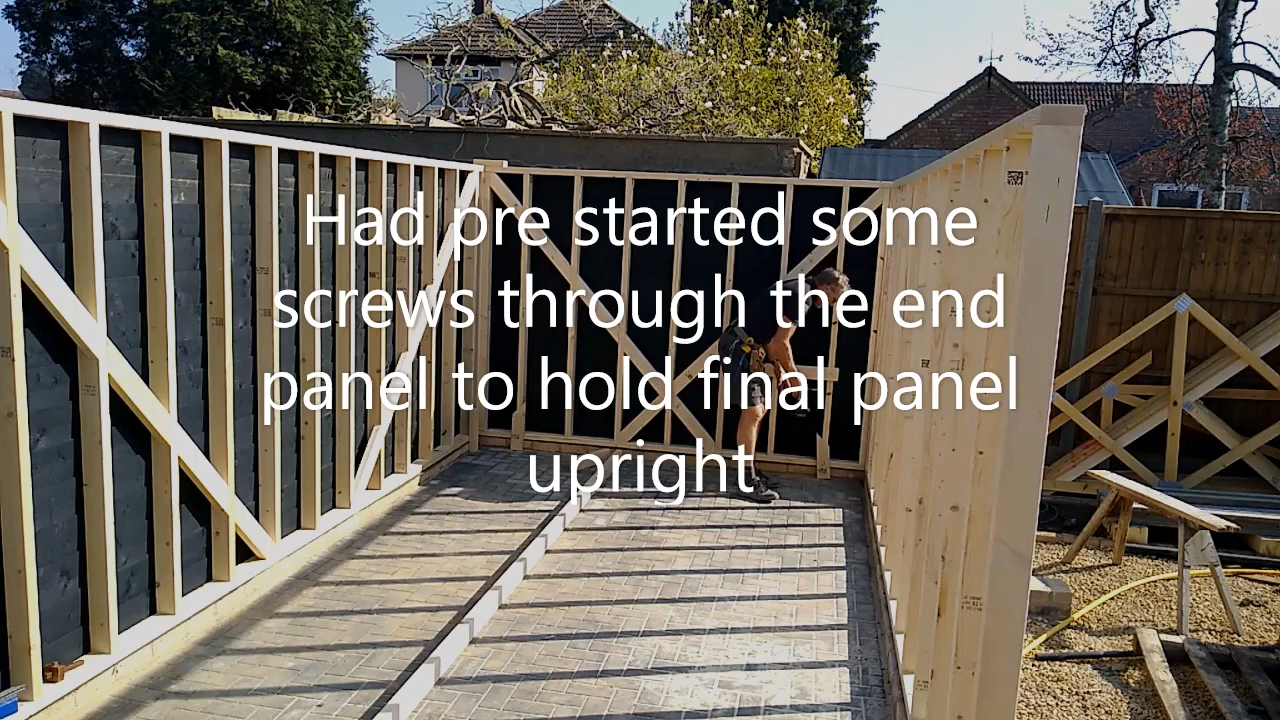 Had pre started some
screws through the end
panel to hold final panel
upright